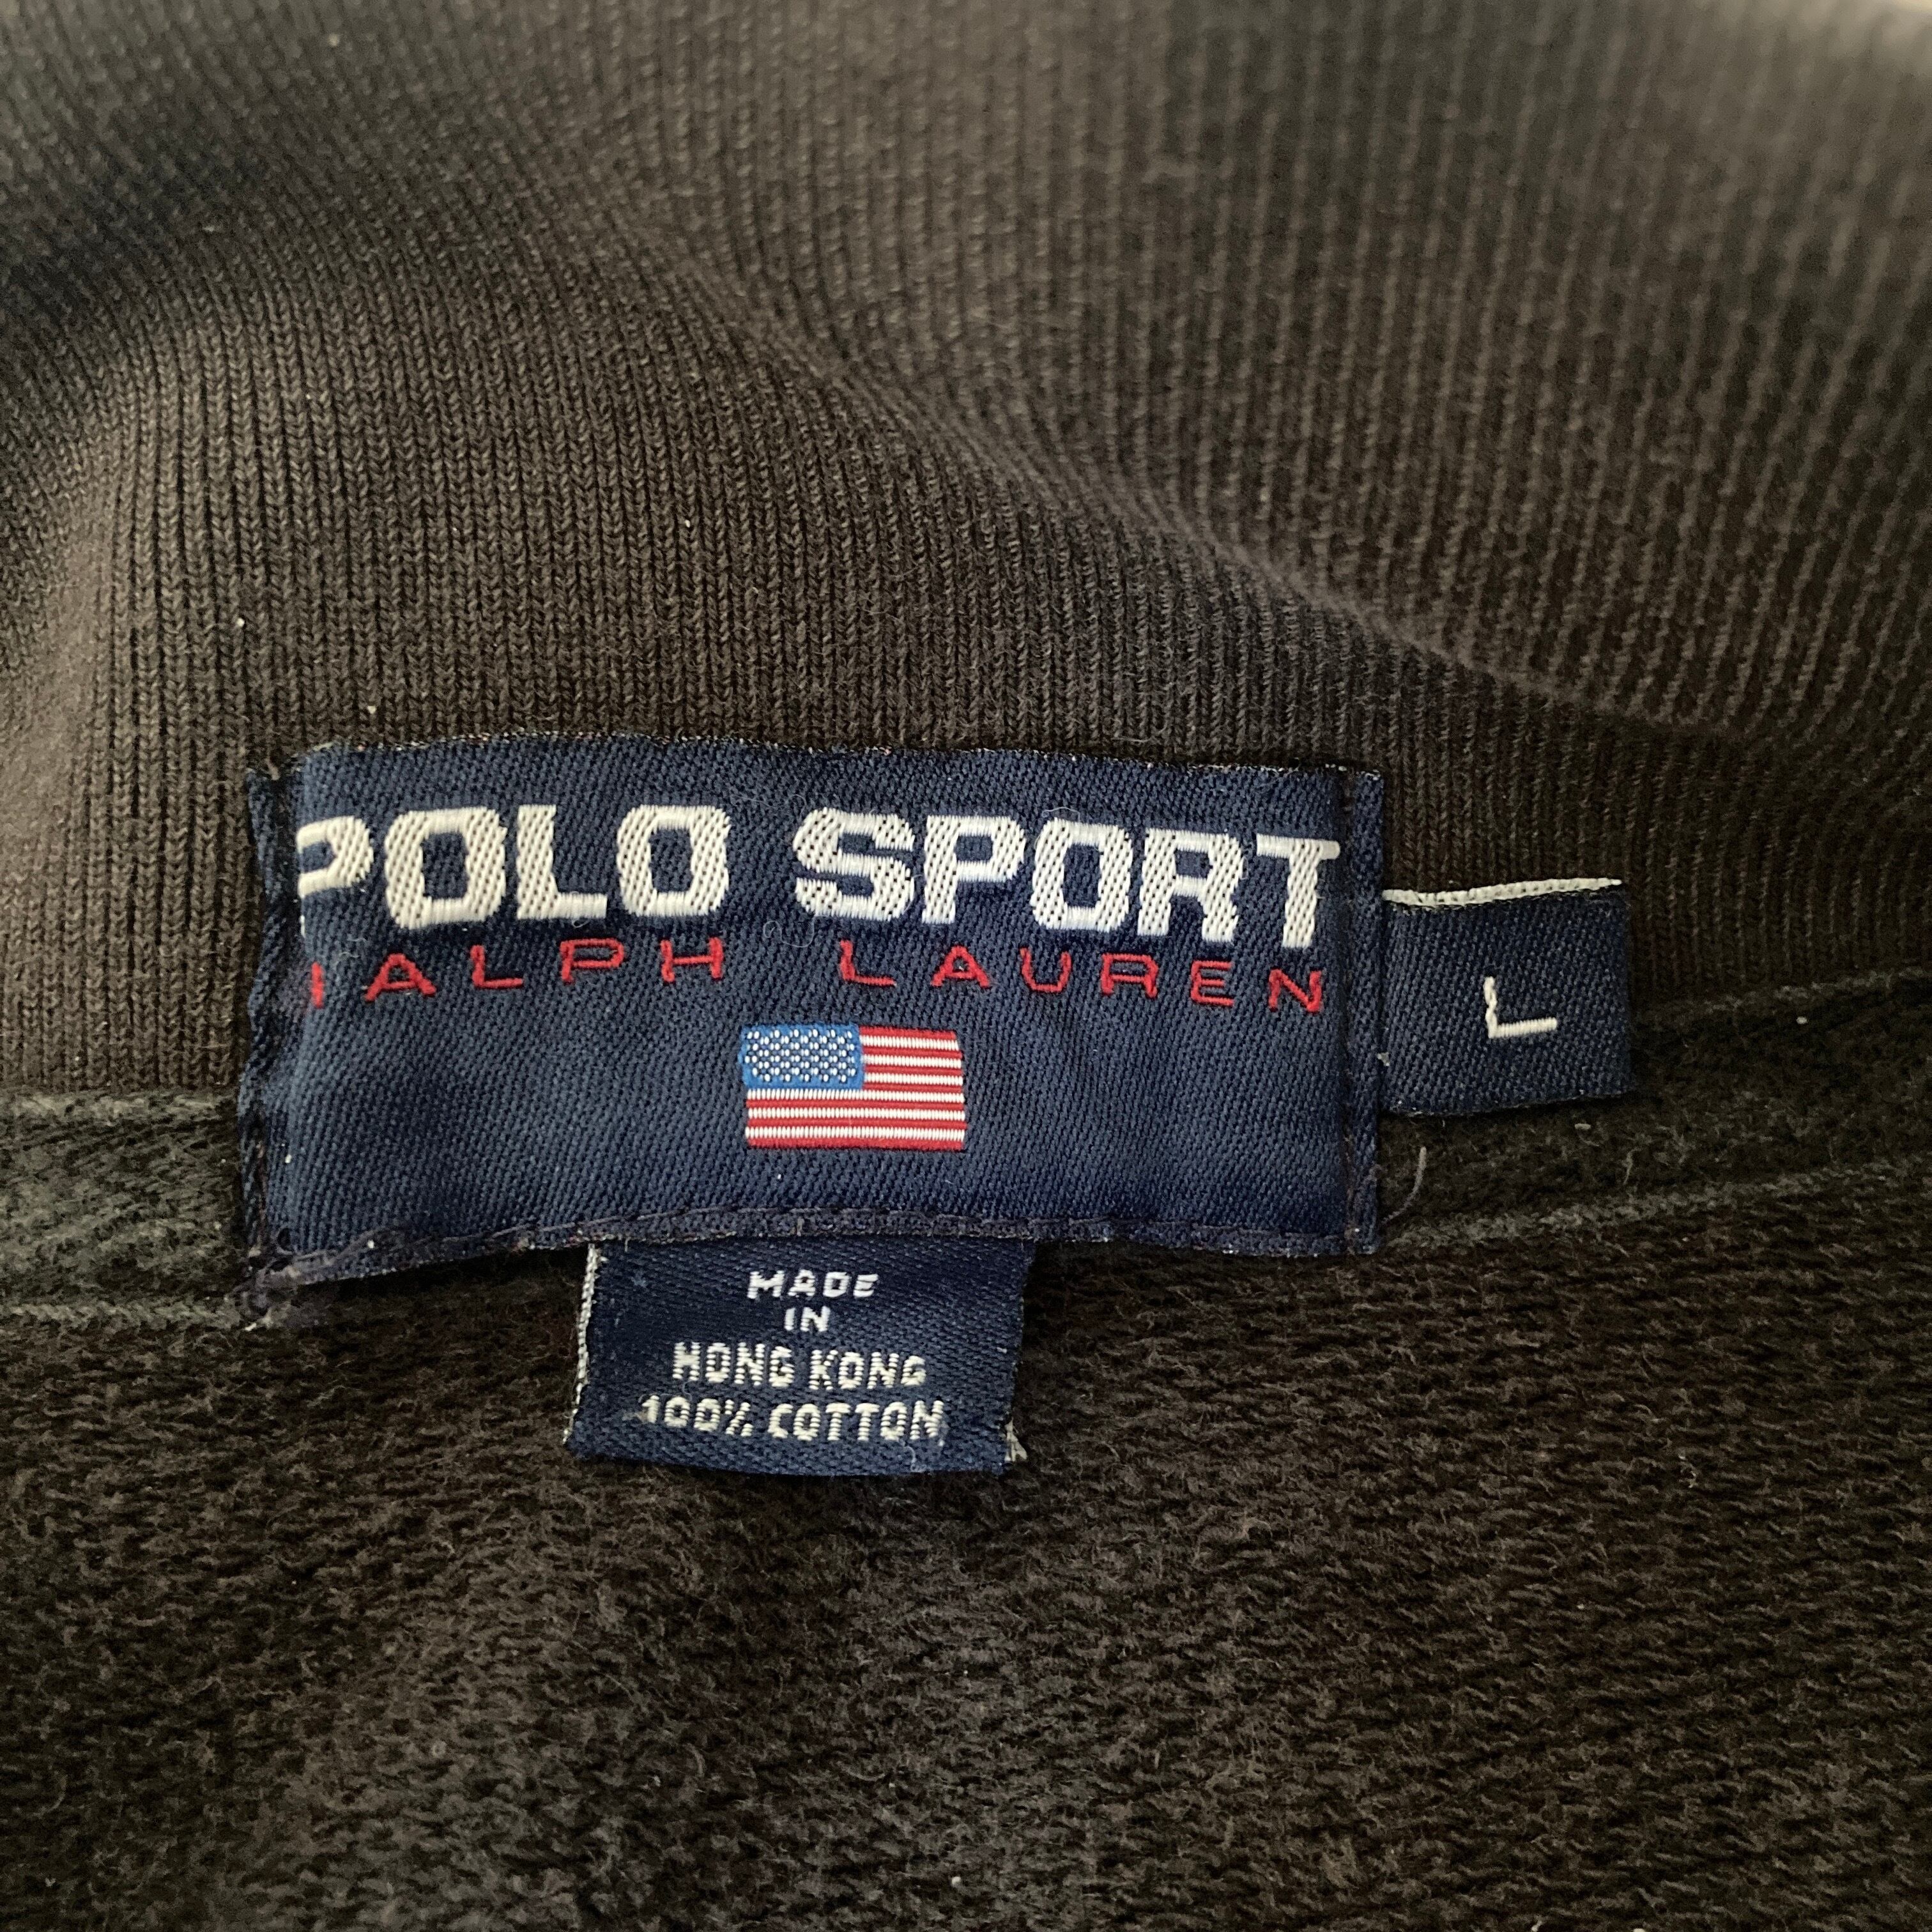 POLO SPORT
RALPH LAUREN
L
MADE
IN
HONG KONG
100% COTTON